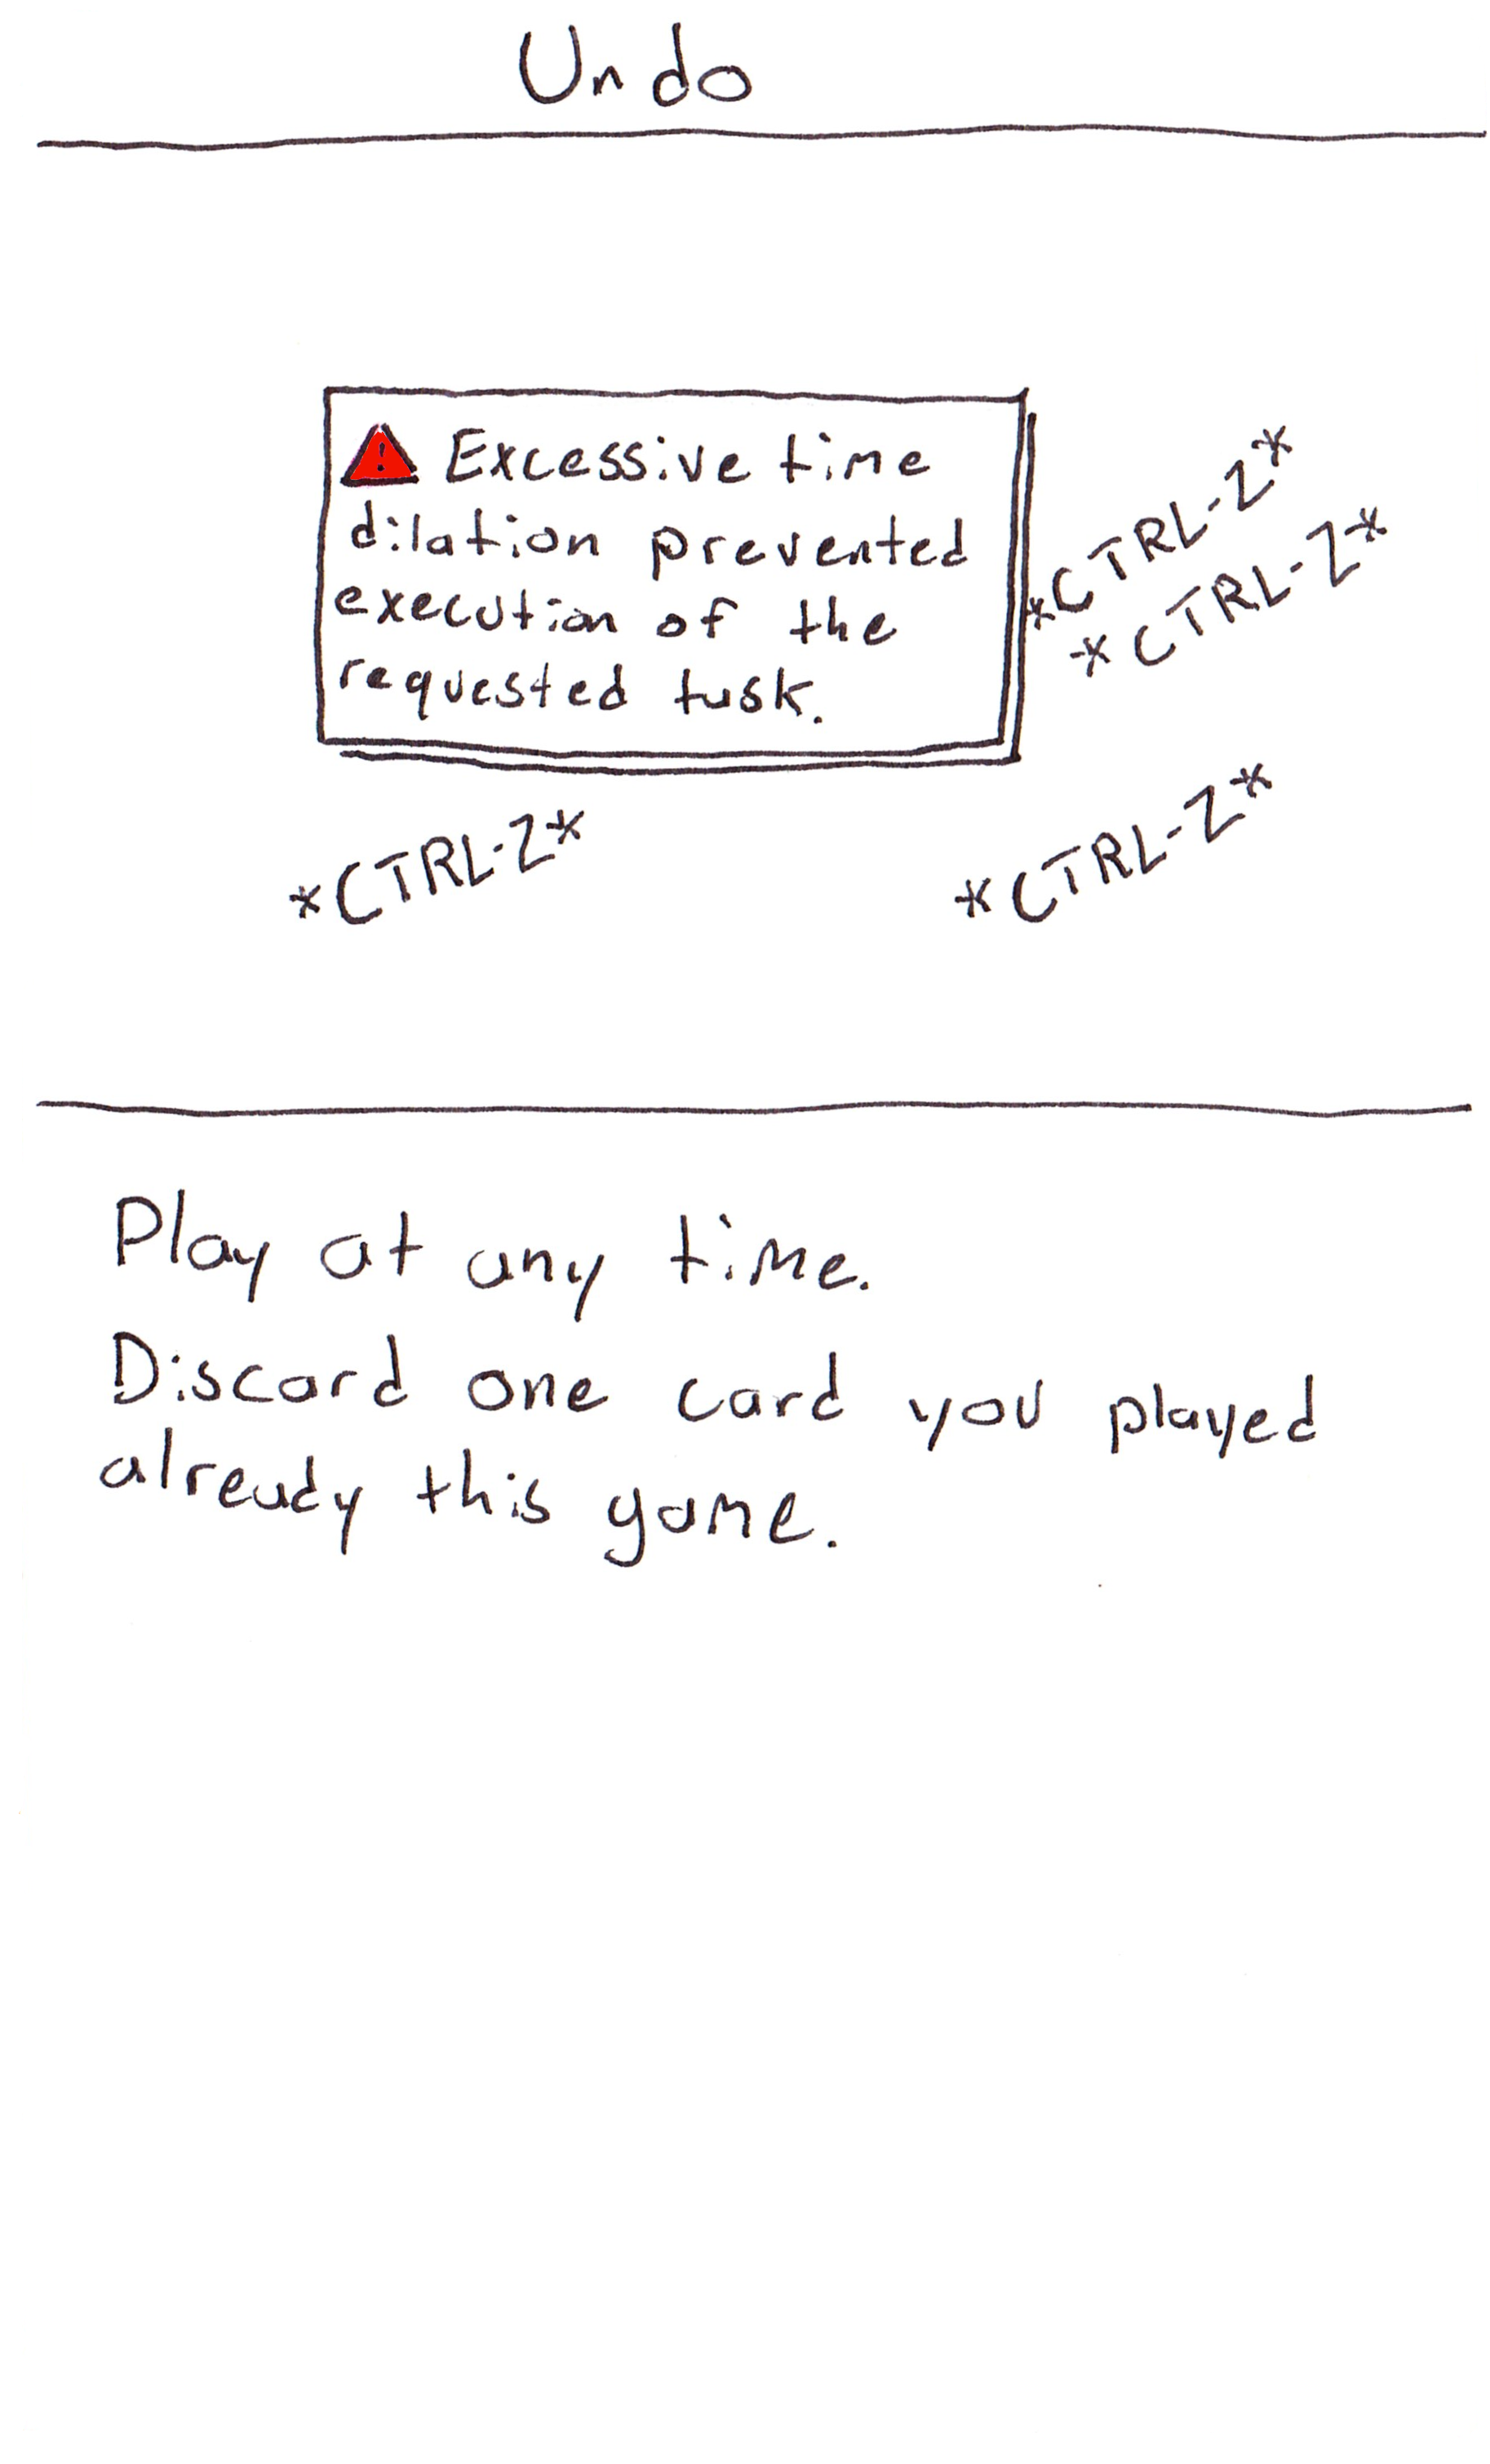 Undo
! Excessive time
dilation prevented
execution of the
requested task.
*CTRL-Z*
*CTRL-Z*
*CTRL-Z*
*CTRL-Z*
Play at any time.
Discard one card you played
already this game.